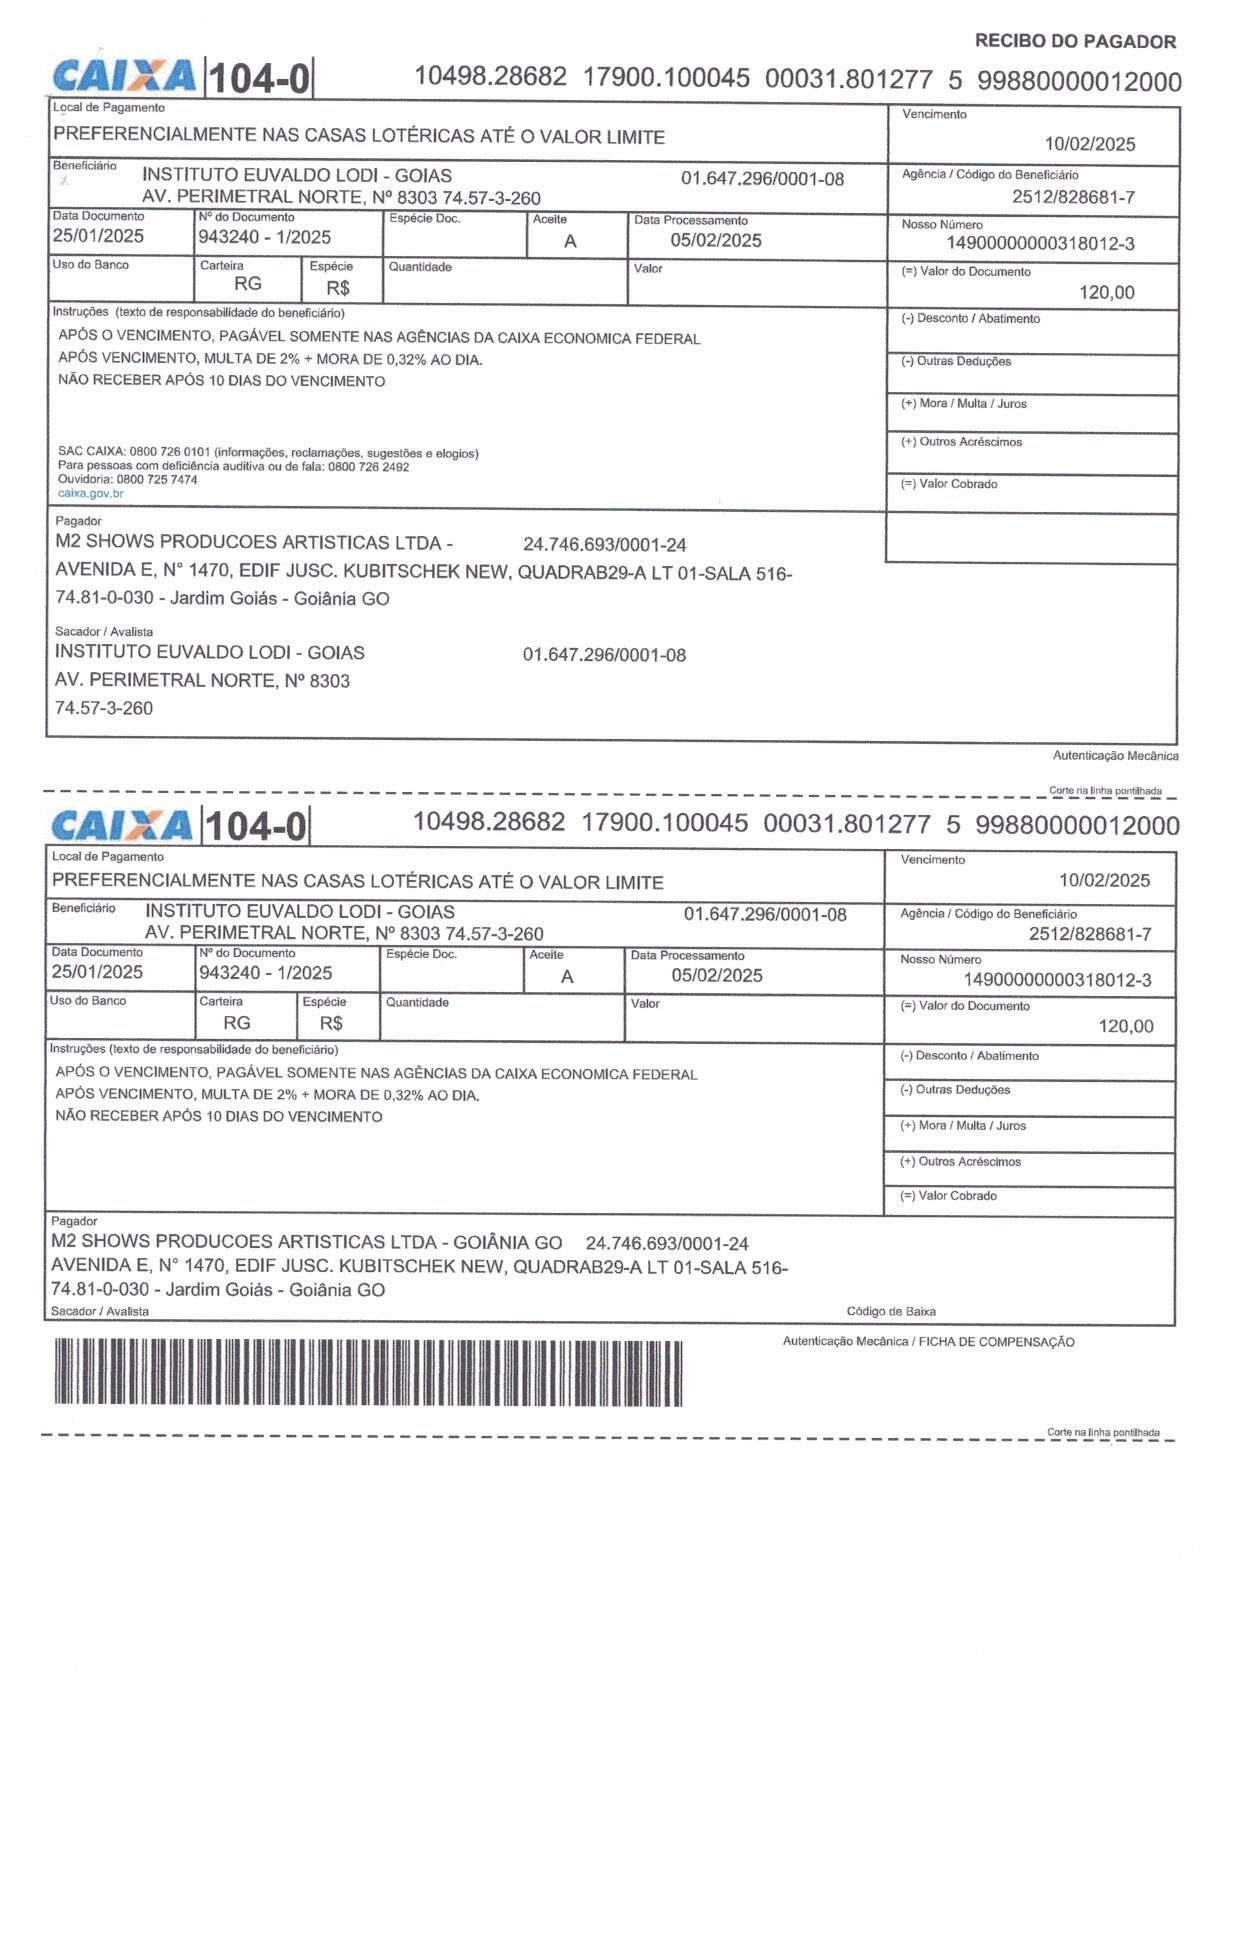 RECIBO DO PAGADOR
CAIXA 104-0 10498.28682 17900.100045 00031.801277 5 99880000012000
Local de Pagamento
PREFERENCIALMENTE NAS CASAS LOTÉRICAS ATÉ O VALOR LIMITE
Vencimento
10/02/2025
Beneficiário INSTITUTO EUVALDO LODI - GOIAS 01.647.296/0001-08
AV. PERIMETRAL NORTE, Nº 8303 74.57-3-260
Agência / Código do Beneficiário
2512/828681-7
Data Documento Nº do Documento Espécie Doc. Aceite Data Processamento Nosso Número
25/01/2025 943240 - 1/2025 A 05/02/2025 14900000000318012-3
Uso do Banco Carteira Espécie Quantidade Valor (=) Valor do Documento
RG R$ 120,00
Instruções (texto de responsabilidade do beneficiário)
APÓS O VENCIMENTO, PAGÁVEL SOMENTE NAS AGÊNCIAS DA CAIXA ECONOMICA FEDERAL
APÓS VENCIMENTO, MULTA DE 2% + MORA DE 0,32% AO DIA.
NÃO RECEBER APÓS 10 DIAS DO VENCIMENTO
SAC CAIXA: 0800 726 0101 (informações, reclamações, sugestões e elogios)
Para pessoas com deficiência auditiva ou de fala: 0800 726 2492
Ouvidoria: 0800 725 7474
caixa.gov.br
(-) Desconto / Abatimento
(-) Outras Deduções
(+) Mora / Multa / Juros
(+) Outros Acréscimos
(=) Valor Cobrado
Pagador
M2 SHOWS PRODUCOES ARTISTICAS LTDA - 24.746.693/0001-24
AVENIDA E, N° 1470, EDIF JUSC. KUBITSCHEK NEW, QUADRAB29-A LT 01-SALA 516-
74.81-0-030 - Jardim Goiás - Goiânia GO
Sacador / Avalista
INSTITUTO EUVALDO LODI - GOIAS 01.647.296/0001-08
AV. PERIMETRAL NORTE, Nº 8303
74.57-3-260
Autenticação Mecânica
Corte na linha pontilhada
CAIXA 104-0 10498.28682 17900.100045 00031.801277 5 99880000012000
Local de Pagamento
PREFERENCIALMENTE NAS CASAS LOTÉRICAS ATÉ O VALOR LIMITE
Vencimento
10/02/2025
Beneficiário INSTITUTO EUVALDO LODI - GOIAS 01.647.296/0001-08
AV. PERIMETRAL NORTE, Nº 8303 74.57-3-260
Agência / Código do Beneficiário
2512/828681-7
Data Documento Nº do Documento Espécie Doc. Aceite Data Processamento Nosso Número
25/01/2025 943240 - 1/2025 A 05/02/2025 14900000000318012-3
Uso do Banco Carteira Espécie Quantidade Valor (=) Valor do Documento
RG R$ 120,00
Instruções (texto de responsabilidade do beneficiário)
APÓS O VENCIMENTO, PAGÁVEL SOMENTE NAS AGÊNCIAS DA CAIXA ECONOMICA FEDERAL
APÓS VENCIMENTO, MULTA DE 2% + MORA DE 0,32% AO DIA.
NÃO RECEBER APÓS 10 DIAS DO VENCIMENTO
(-) Desconto / Abatimento
(-) Outras Deduções
(+) Mora / Multa / Juros
(+) Outros Acréscimos
(=) Valor Cobrado
Pagador
M2 SHOWS PRODUCOES ARTISTICAS LTDA - GOIÂNIA GO 24.746.693/0001-24
AVENIDA E, N° 1470, EDIF JUSC. KUBITSCHEK NEW, QUADRAB29-A LT 01-SALA 516-
74.81-0-030 - Jardim Goiás - Goiânia GO
Sacador / Avalista Código de Baixa
Autenticação Mecânica / FICHA DE COMPENSAÇÃO
Corte na linha pontilhada